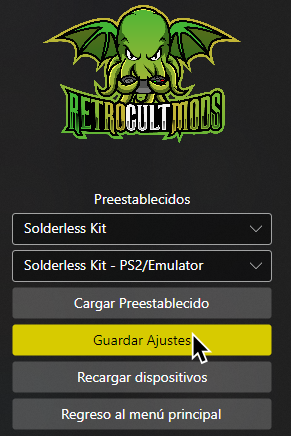 RETROCULTMODS
Preestablecidos
Solderless Kit
Solderless Kit - PS2/Emulator
Cargar Preestablecido
Guardar Ajustes
Recargar dispositivos
Regreso al menú principal